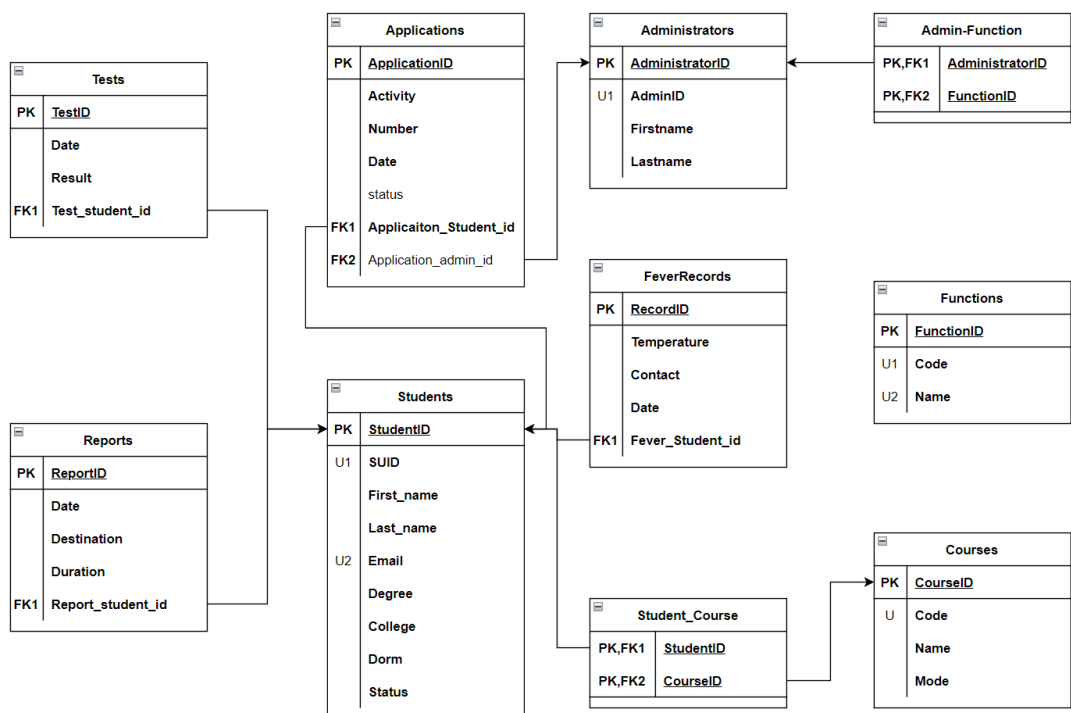 Tests
PK TestID
Date
Result
FK1 Test_student_id
Applications
PK ApplicationID
Activity
Number
Date
status
FK1 Applicaiton_Student_id
FK2 Application_admin_id
Administrators
PK AdministratorID
U1 AdminID
Firstname
Lastname
Admin-Function
PK,FK1 AdministratorID
PK,FK2 FunctionID
FeverRecords
PK RecordID
Temperature
Contact
Date
FK1 Fever_Student_id
Functions
PK FunctionID
U1 Code
U2 Name
Reports
PK ReportID
Date
Destination
Duration
FK1 Report_student_id
Students
PK StudentID
U1 SUID
First_name
Last_name
U2 Email
Degree
College
Dorm
Status
Student_Course
PK,FK1 StudentID
PK,FK2 CourseID
Courses
PK CourseID
U Code
Name
Mode